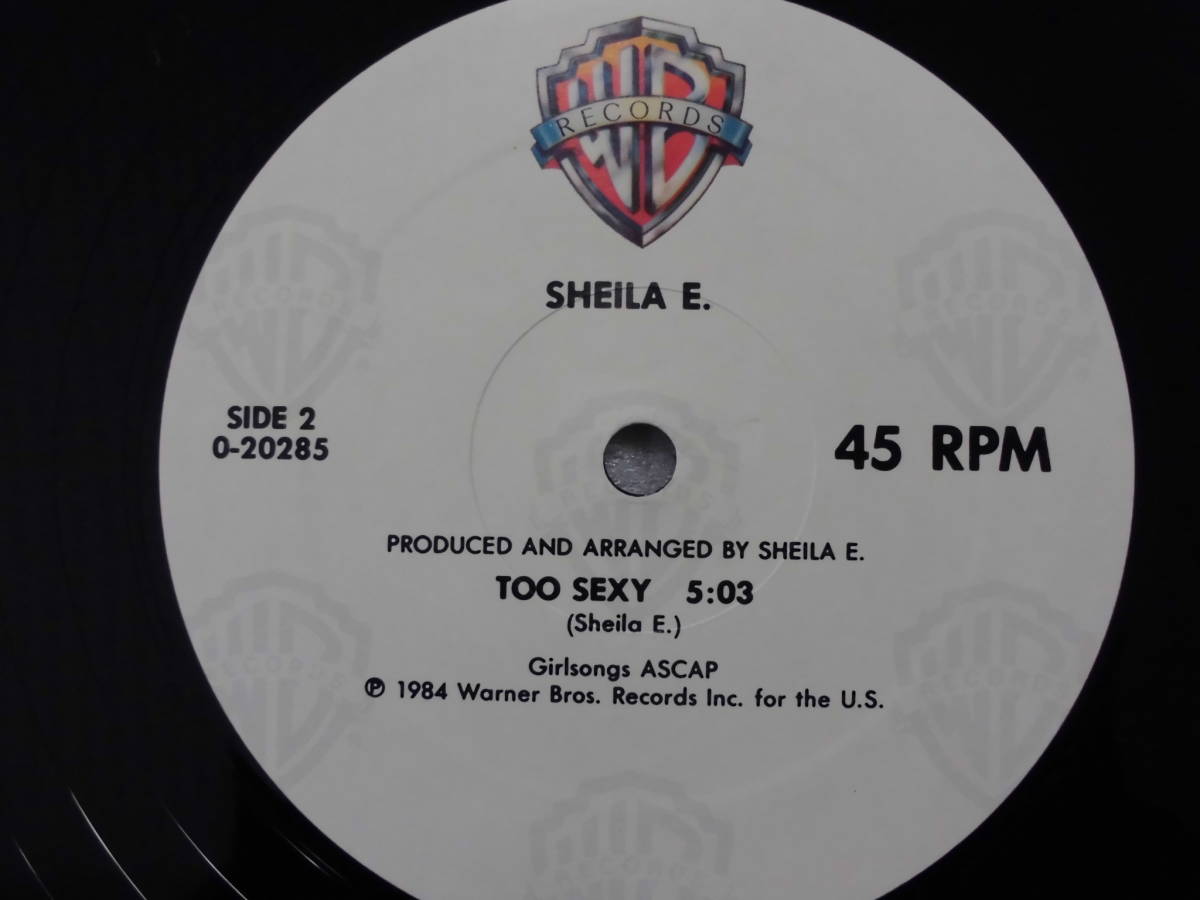 WB
RECORDS
SHEILA E.
SIDE 2
0-20285
45 RPM
PRODUCED AND ARRANGED BY SHEILA E.
TOO SEXY 5:03
(Sheila E.)
Girlsongs ASCAP
℗ 1984 Warner Bros. Records Inc. for the U.S.